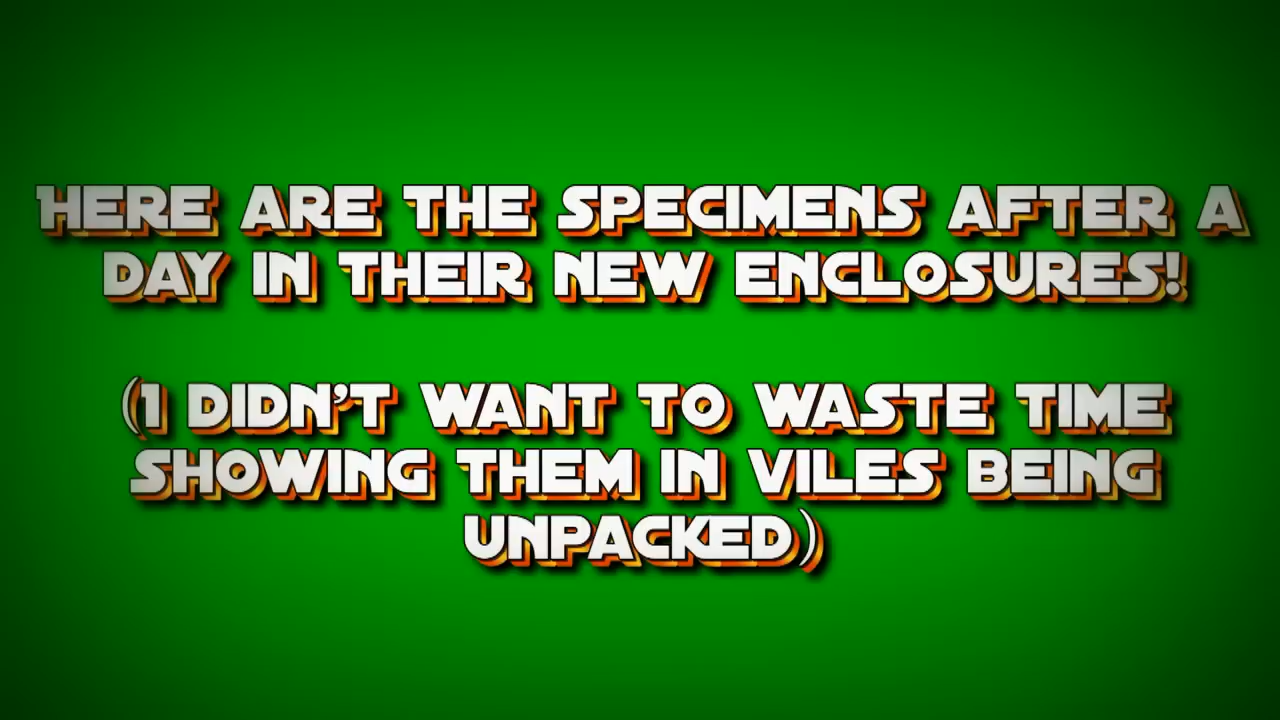 HERE ARE THE SPECIMENS AFTER A
DAY IN THEIR NEW ENCLOSURES!
(I DIDN'T WANT TO WASTE TIME
SHOWING THEM IN VILES BEING
UNPACKED)